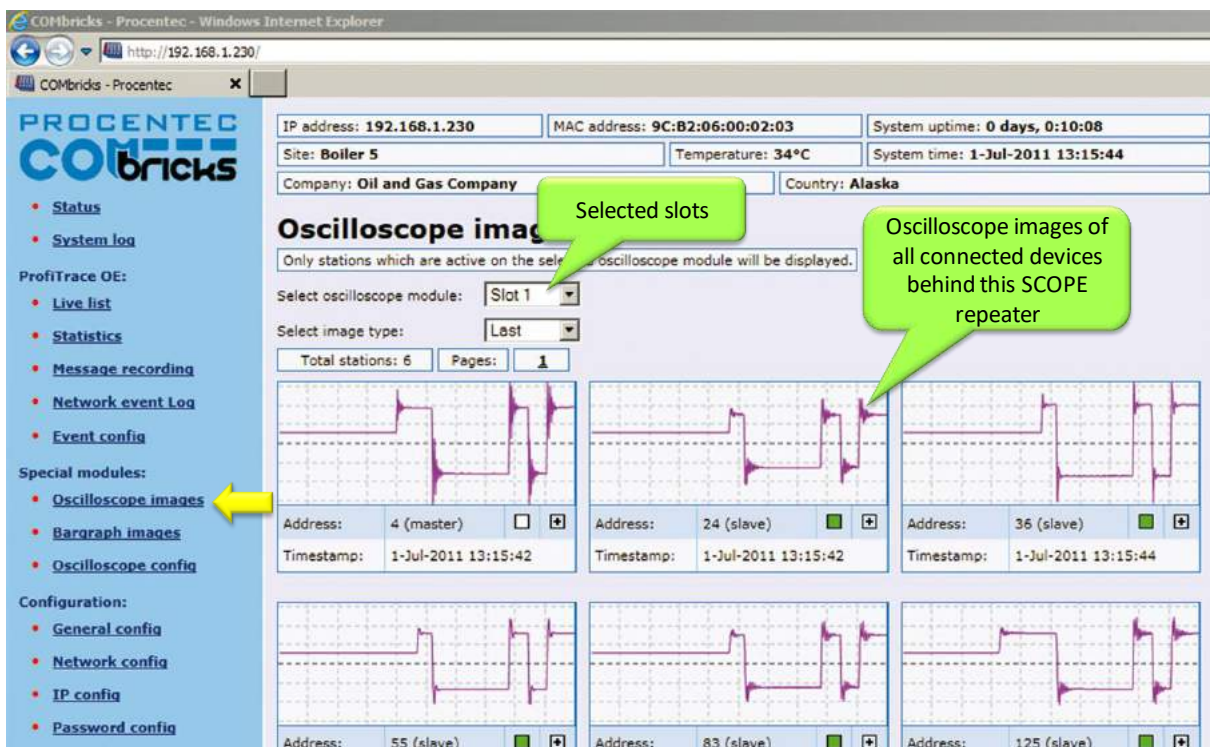 COMbricks - Procentec - Windows Internet Explorer
http://192.168.1.230/
COMbricks - Procentec
PROCENTEC
COMbricks
Status
System log
ProfiTrace OE:
Live list
Statistics
Message recording
Network event Log
Event config
Special modules:
Oscilloscope images
Bargraph images
Oscilloscope config
Configuration:
General config
Network config
IP config
Password config
IP address: 192.168.1.230 MAC address: 9C:B2:06:00:02:03 System uptime: 0 days, 0:10:08
Site: Boiler 5 Temperature: 34°C System time: 1-Jul-2011 13:15:44
Company: Oil and Gas Company Country: Alaska
Selected slots
Oscilloscope images of
all connected devices
behind this SCOPE
repeater
Oscilloscope imag
Only stations which are active on the oscilloscope module will be displayed.
Select oscilloscope module: Slot 1
Select image type: Last
Total stations: 6 Pages: 1
Address: 4 (master) Address: 24 (slave) Address: 36 (slave)
Timestamp: 1-Jul-2011 13:15:42 Timestamp: 1-Jul-2011 13:15:42 Timestamp: 1-Jul-2011 13:15:44
Address: 55 (slave) Address: 83 (slave) Address: 125 (slave)